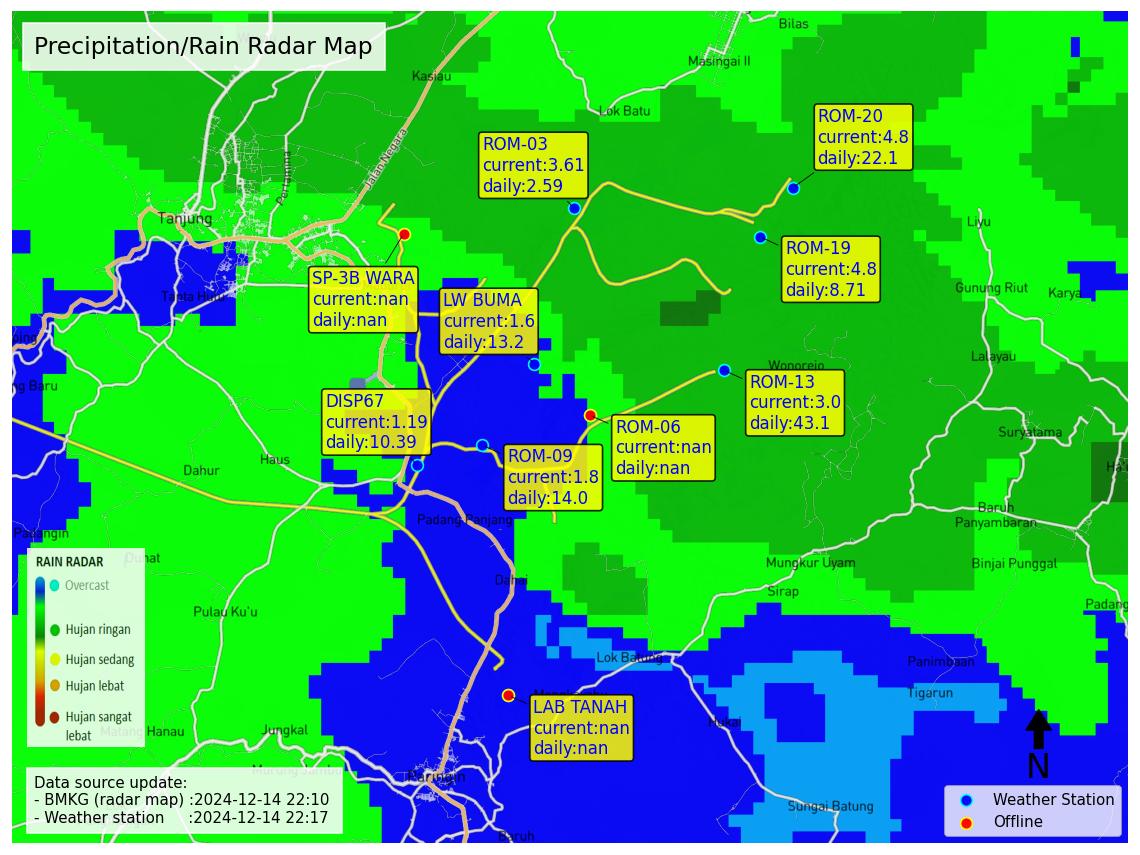 Precipitation/Rain Radar Map
Bilas
Masingai II
Kasiau
Lok Batu
ROM-20
current:4.8
daily:22.1
ROM-03
current:3.61
daily:2.59
Jalan Negara
Pertamina
Tanjung
Liyu
ROM-19
current:4.8
daily:8.71
SP-3B WARA
current:nan
daily:nan
LW BUMA
current:1.6
daily:13.2
Gunung Riut
Karya
Lalayau
Wonorejo
ng Baru
ROM-13
current:3.0
daily:43.1
DISP67
current:1.19
daily:10.39
ROM-06
current:nan
daily:nan
Suryatama
ROM-09
current:1.8
daily:14.0
Haus
Dahur
Baruh
Panyambaran
Padang Panjang
Padangin
Mungkur Uyam
Binjai Punggal
Dahai
Sirap
Padang
Pulau Ku'u
RAIN RADAR
Overcast
Hujan ringan
Hujan sedang
Hujan lebat
Hujan sangat
lebat
Lok Batung
Panimbaan
Tigarun
LAB TANAH
current:nan
daily:nan
Hukai
Jungkal
Matang Hanau
Paringin
Sungai Batung
Baruh
N
Data source update:
- BMKG (radar map) :2024-12-14 22:10
- Weather station :2024-12-14 22:17
Weather Station
Offline